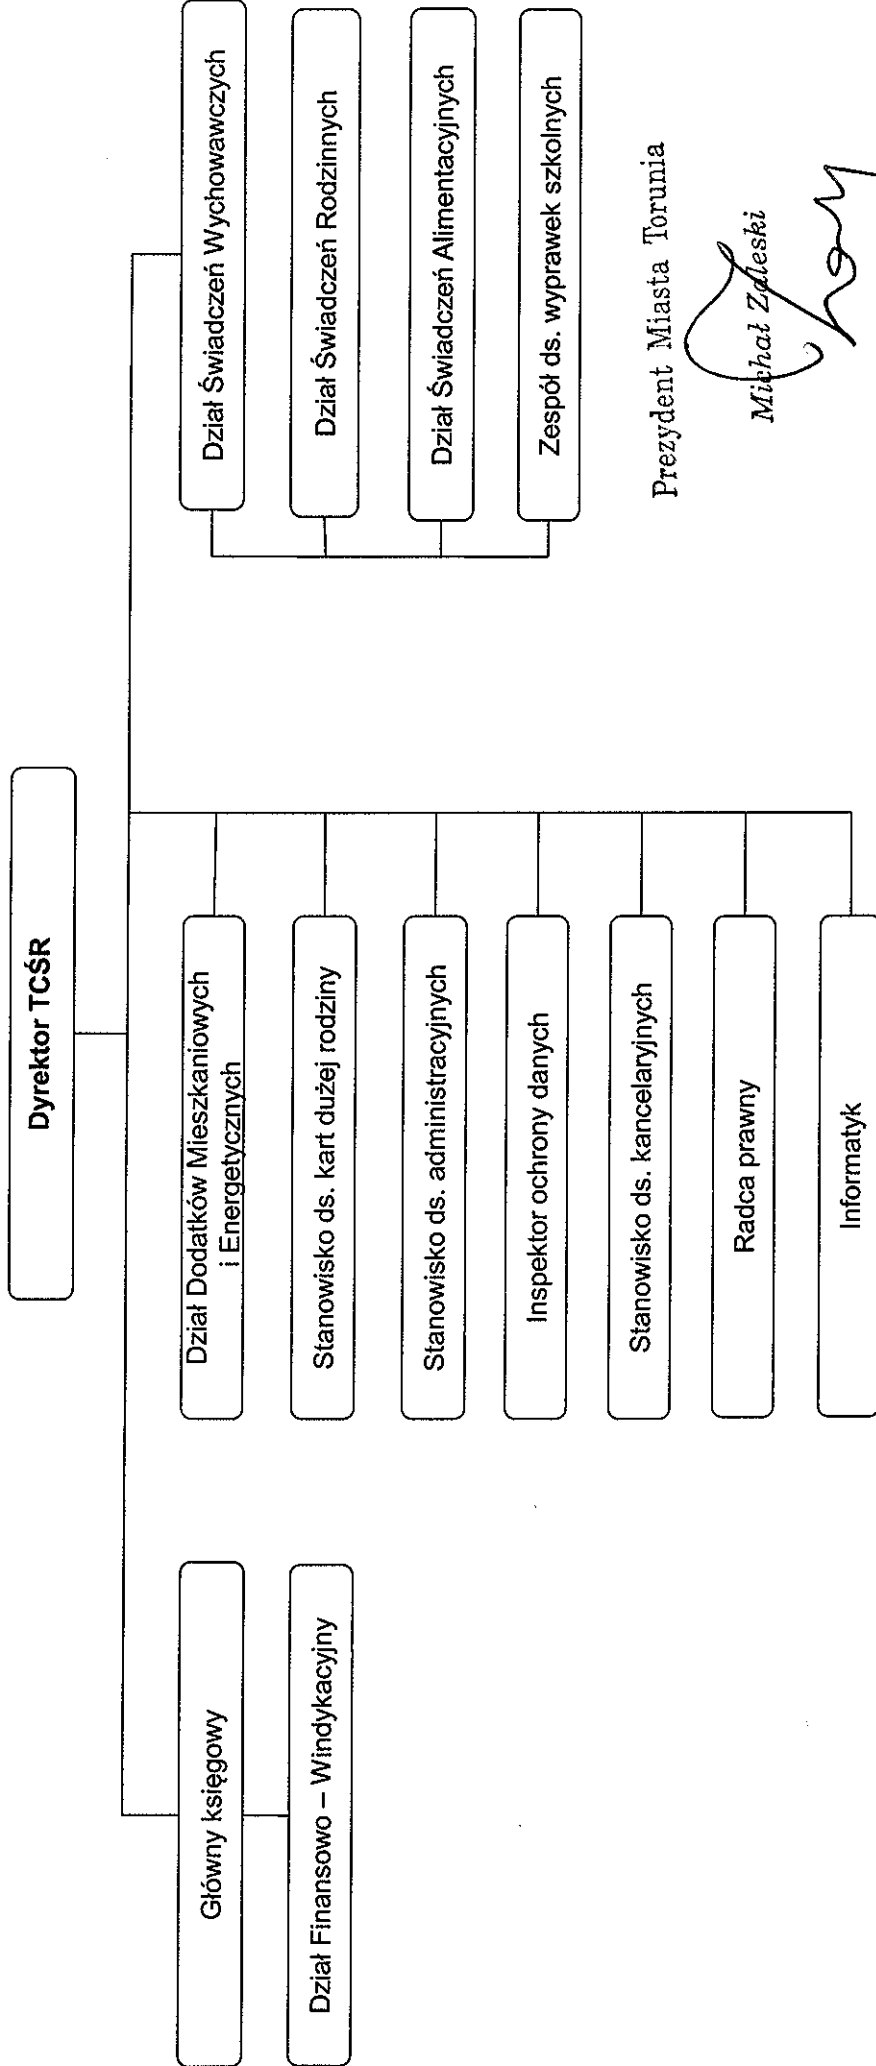 Dyrektor TCŚR
Główny księgowy
Dział Finansowo – Windykacyjny
Dział Dodatków Mieszkaniowych
i Energetycznych
Stanowisko ds. kart dużej rodziny
Stanowisko ds. administracyjnych
Inspektor ochrony danych
Stanowisko ds. kancelaryjnych
Radca prawny
Informatyk
Dział Świadczeń Wychowawczych
Dział Świadczeń Rodzinnych
Dział Świadczeń Alimentacyjnych
Zespół ds. wyprawek szkolnych
Prezydent Miasta Torunia
Michał Zaleski